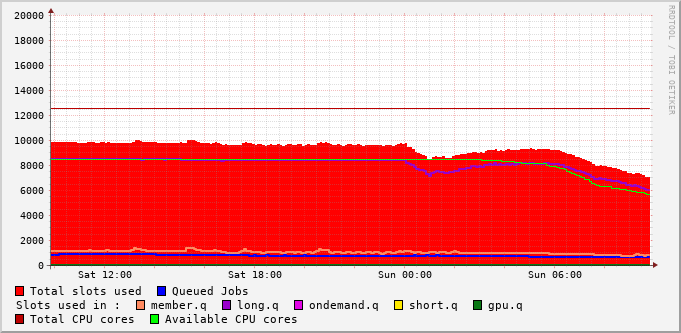 20000
18000
16000
14000
12000
10000
8000
6000
4000
2000
0
Sat 12:00 Sat 18:00 Sun 00:00 Sun 06:00
RRDTOOL / TOBI OETIKER
Total slots used Queued Jobs
Slots used in : member.q long.q ondemand.q short.q gpu.q
Total CPU cores Available CPU cores